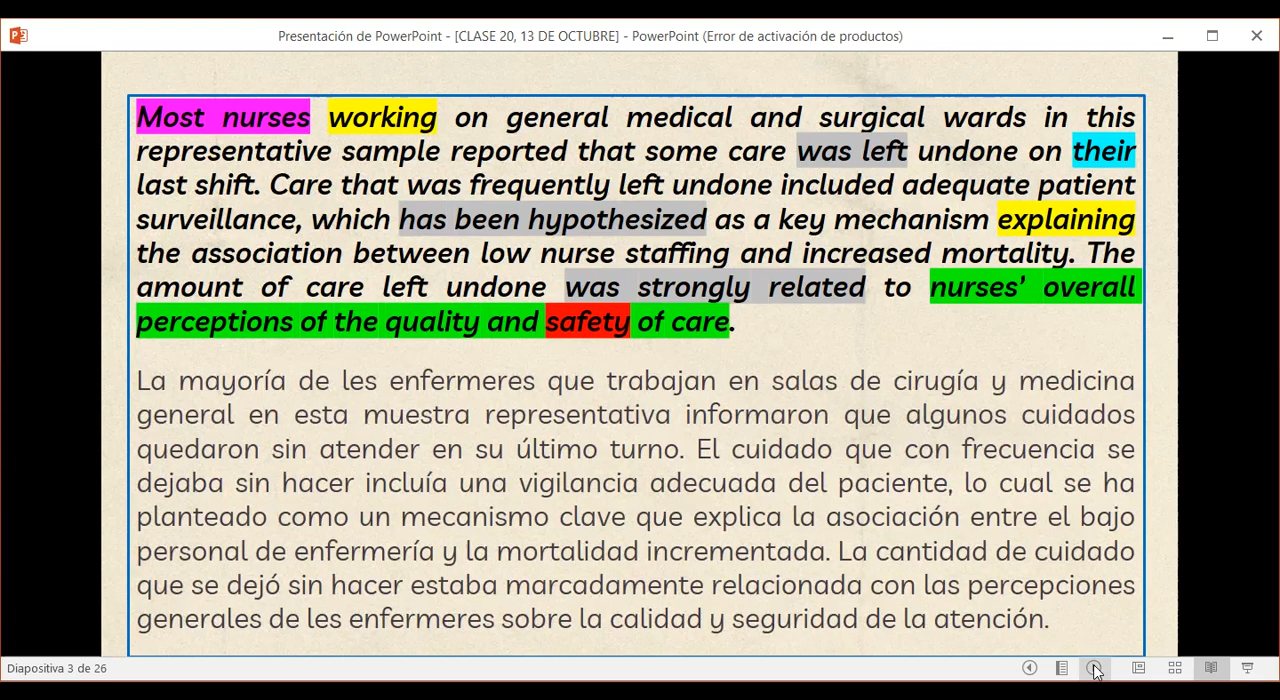 Presentación de PowerPoint - [CLASE 20, 13 DE OCTUBRE] - PowerPoint (Error de activación de productos)
Most nurses working on general medical and surgical wards in this
representative sample reported that some care was left undone on their
last shift. Care that was frequently left undone included adequate patient
surveillance, which has been hypothesized as a key mechanism explaining
the association between low nurse staffing and increased mortality. The
amount of care left undone was strongly related to nurses' overall
perceptions of the quality and safety of care.
La mayoría de les enfermeres que trabajan en salas de cirugía y medicina
general en esta muestra representativa informaron que algunos cuidados
quedaron sin atender en su último turno. El cuidado que con frecuencia se
dejaba sin hacer incluía una vigilancia adecuada del paciente, lo cual se ha
planteado como un mecanismo clave que explica la asociación entre el bajo
personal de enfermería y la mortalidad incrementada. La cantidad de cuidado
que se dejó sin hacer estaba marcadamente relacionada con las percepciones
generales de les enfermeres sobre la calidad y seguridad de la atención.
Diapositiva 3 de 26